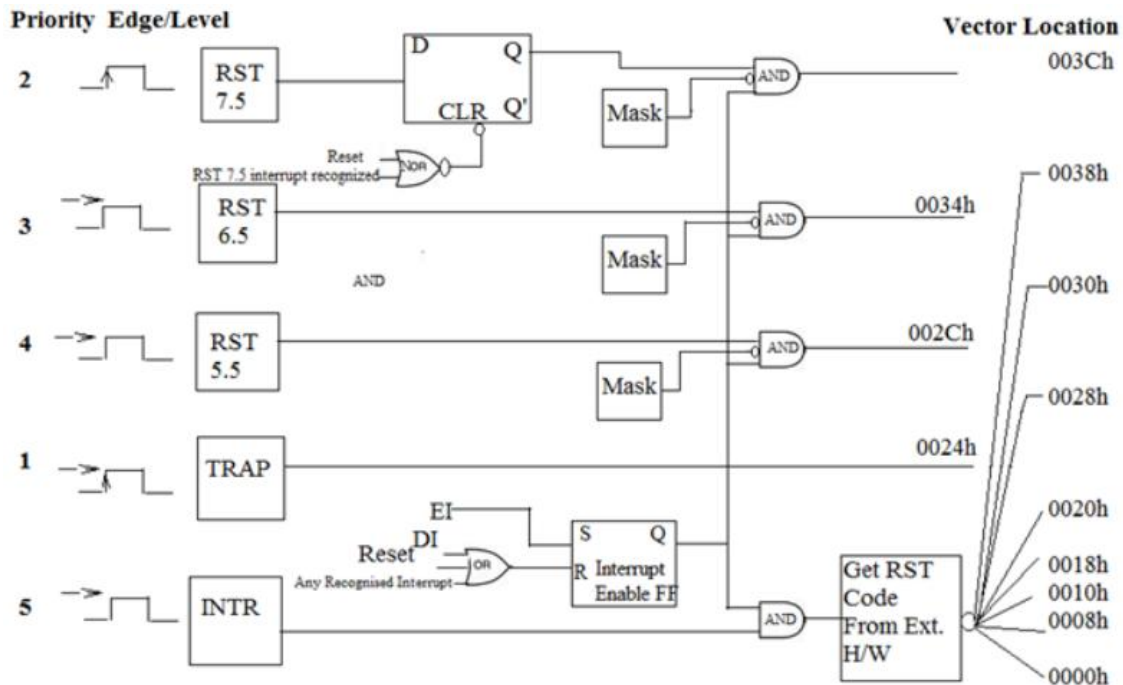 Priority Edge/Level
Vector Location
2
RST
7.5
D Q
CLR Q'
Mask
AND
003Ch
Reset
RST 7.5 interrupt recognized
NOR
0038h
3
RST
6.5
Mask
AND
0034h
AND
0030h
4
RST
5.5
Mask
AND
002Ch
0028h
1
TRAP
0024h
EI
DI
Reset
Any Recognised Interrupt
OR
S Q
R Interrupt
Enable FF
0020h
0018h
0010h
0008h
0000h
5
INTR
AND
Get RST
Code
From Ext.
H/W